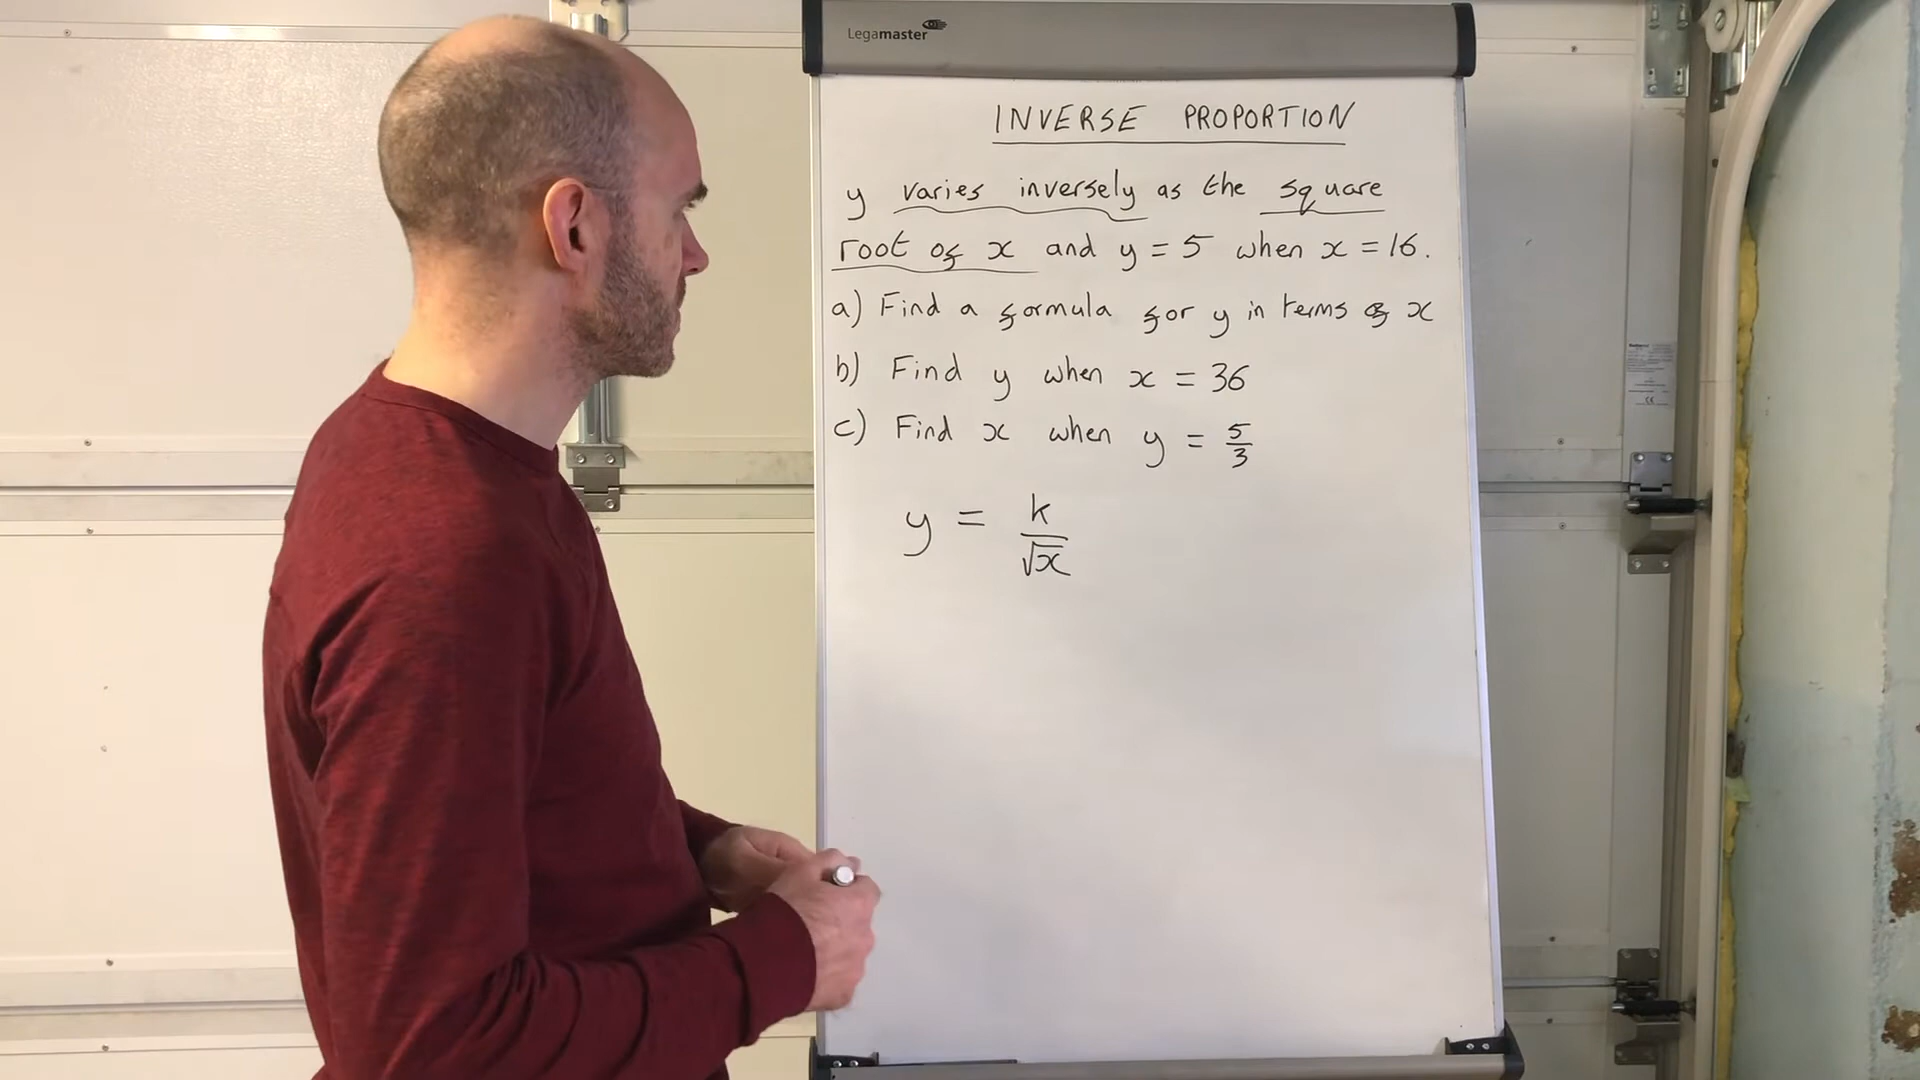 Legamaster
INVERSE PROPORTION
y varies inversely as the square
root of x and y = 5 when x = 16.
a) Find a formula for y in terms of x
b) Find y when x = 36
c) Find x when y = 5/3
y = k/√x